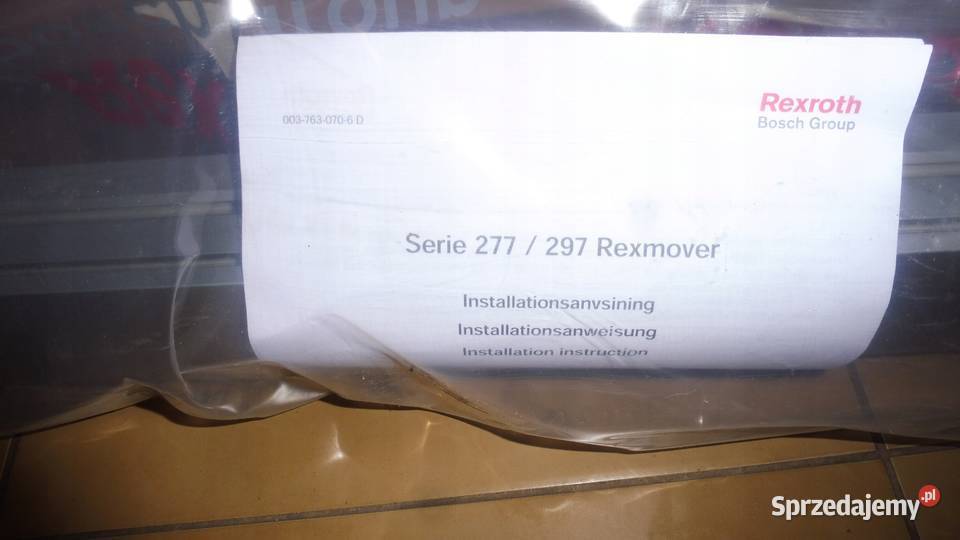 Rexroth
Bosch Group
003-763-070-6 D
Serie 277 / 297 Rexmover
Installationsanvsining
Installationsanweisung
Installation instruction
Sprzedajemy.pl